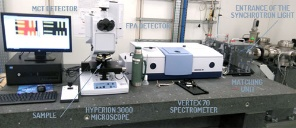 MCT DETECTOR
FPA DETECTOR
ENTRANCE OF THE
SYNCHROTRON LIGHT
MATCHING
UNIT
SAMPLE
HYPERION 3000
MICROSCOPE
VERTEX 70
SPECTROMETER